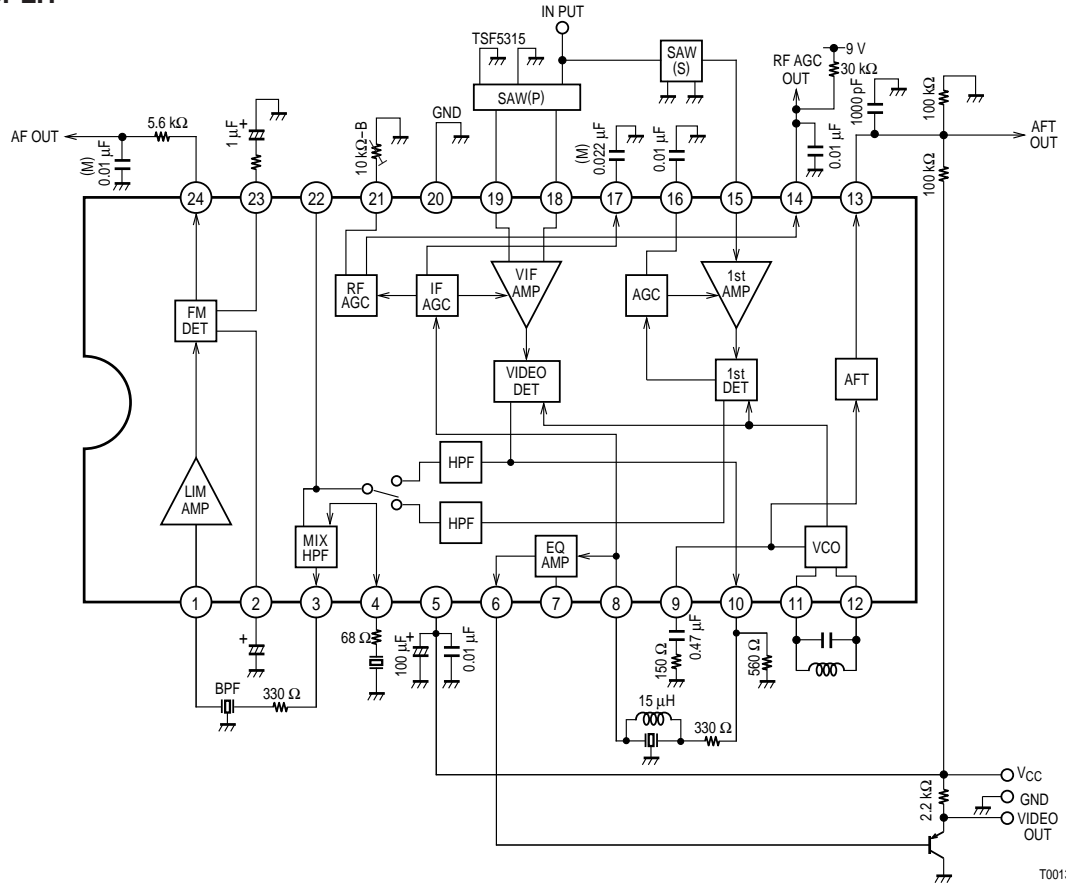 IN PUT
TSF5315
SAW(P)
SAW
(S)
GND
RF AGC
OUT
9 V
30 kΩ
1000 pF
100 kΩ
AFT
OUT
100 kΩ
AF OUT
5.6 kΩ
(M)
0.01 µF
1 µF
+
10 kΩ–B
(M)
0.022 µF
0.01 µF
0.01 µF
24
23
22
21
20
19
18
17
16
15
14
13
FM
DET
RF
AGC
IF
AGC
VIF
AMP
AGC
1st
AMP
VIDEO
DET
1st
DET
AFT
LIM
AMP
HPF
HPF
MIX
HPF
EQ
AMP
VCO
1
2
3
4
5
6
7
8
9
10
11
12
+
BPF
330 Ω
68 Ω
100 µF
+
0.01 µF
150 Ω
0.47 µF
15 µH
330 Ω
560 Ω
VCC
GND
VIDEO
OUT
2.2 kΩ